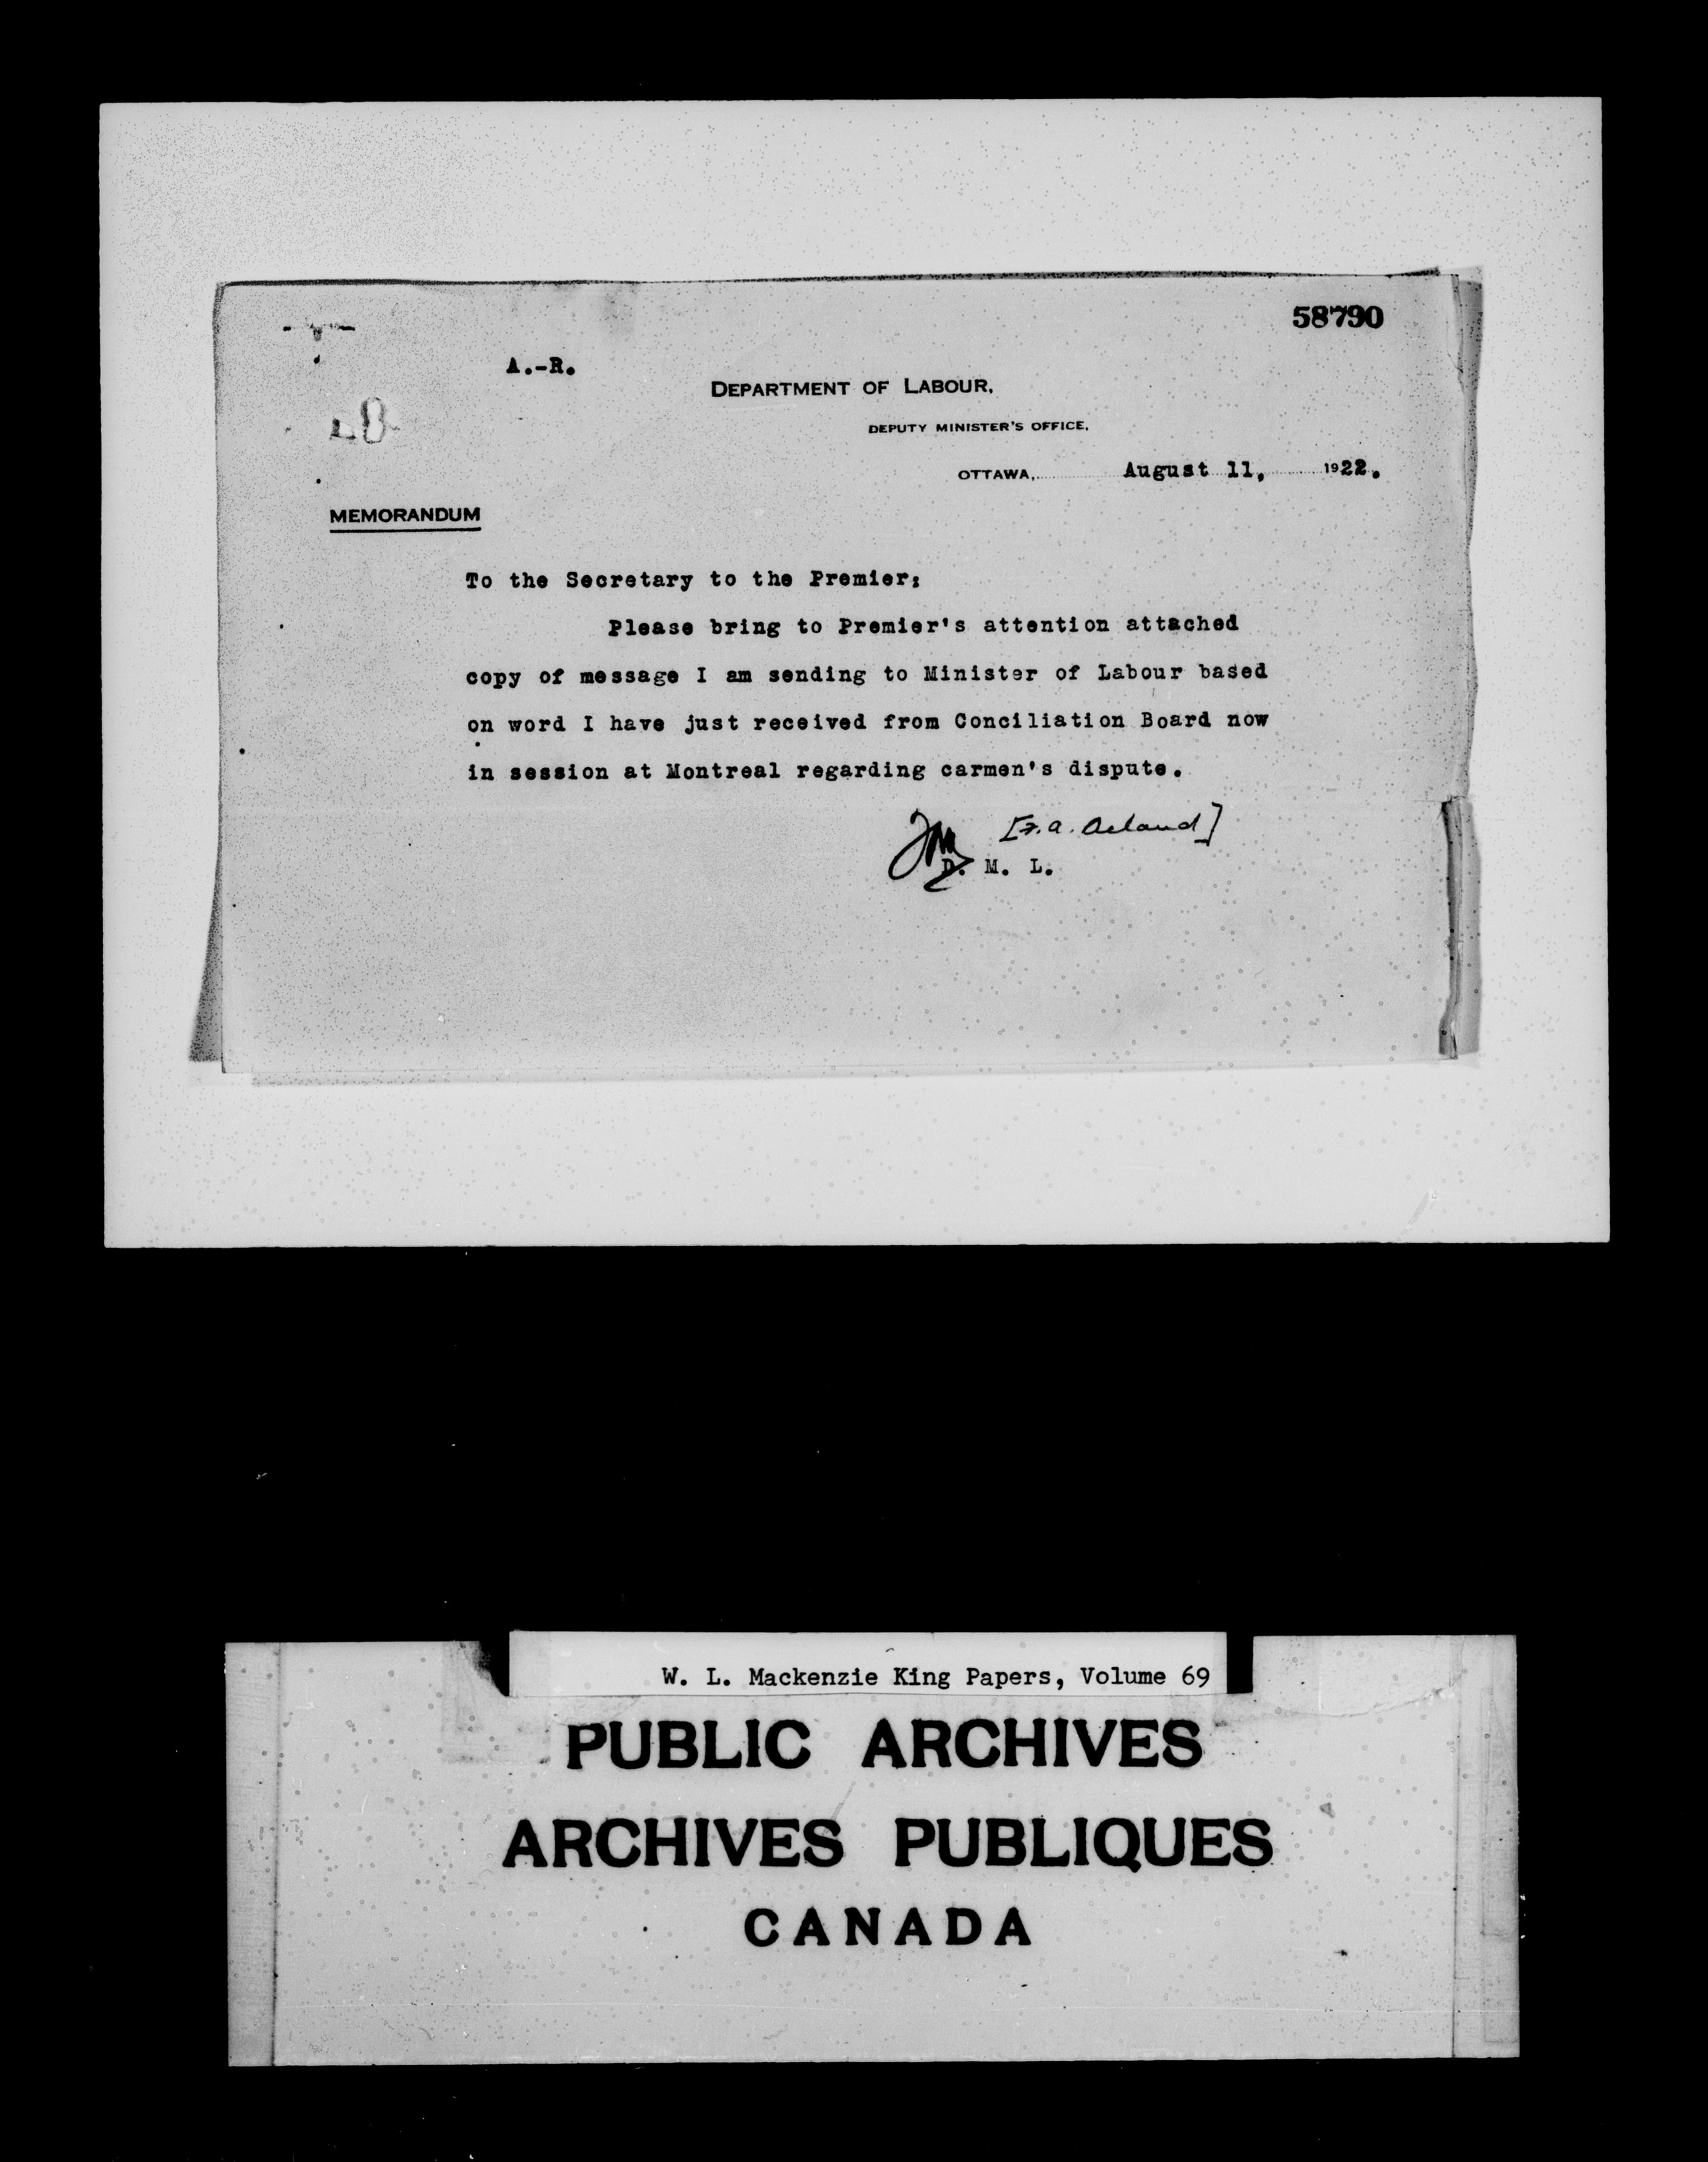 58790
A.-R.
DEPARTMENT OF LABOUR,
DEPUTY MINISTER'S OFFICE,
OTTAWA, August 11, 1922.
MEMORANDUM
To the Secretary to the Premier:
Please bring to Premier's attention attached
copy of message I am sending to Minister of Labour based
on word I have just received from Conciliation Board now
in session at Montreal regarding carmen's dispute.
[F.A. Acland]
D. M. L.
W. L. Mackenzie King Papers, Volume 69
PUBLIC ARCHIVES
ARCHIVES PUBLIQUES
CANADA